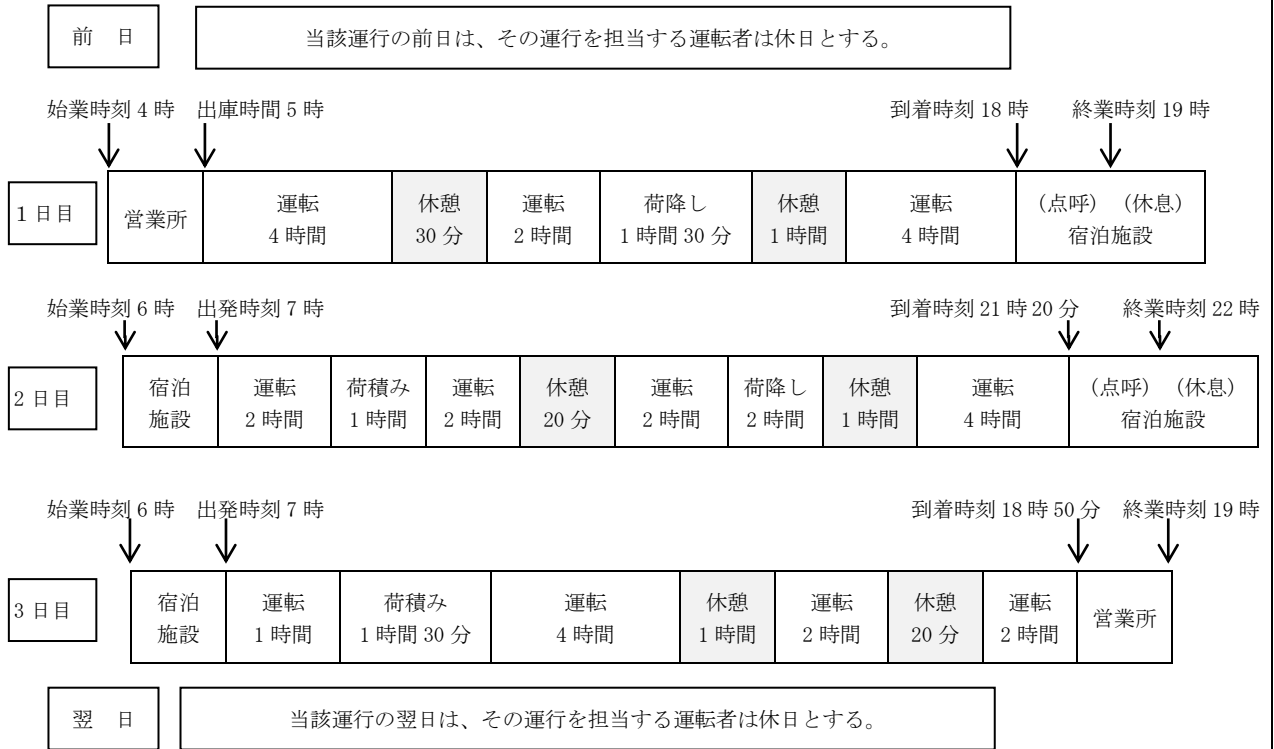 前 日
当該運行の前日は、その運行を担当する運転者は休日とする。
始業時刻 4 時 出庫時間 5 時 到着時刻 18 時 終業時刻 19 時
1日目
営業所
運転
4 時間
休憩
30 分
運転
2 時間
荷降し
1 時間 30 分
休憩
1 時間
運転
4 時間
(点呼) (休息)
宿泊施設
始業時刻 6 時 出発時刻 7 時 到着時刻 21 時 20 分 終業時刻 22 時
2日目
宿泊
施設
運転
2 時間
荷積み
1 時間
運転
2 時間
休憩
20 分
運転
2 時間
荷降し
2 時間
休憩
1 時間
運転
4 時間
(点呼) (休息)
宿泊施設
始業時刻 6 時 出発時刻 7 時 到着時刻 18 時 50 分 終業時刻 19 時
3日目
宿泊
施設
運転
1 時間
荷積み
1 時間 30 分
運転
4 時間
休憩
1 時間
運転
2 時間
休憩
20 分
運転
2 時間
営業所
翌 日
当該運行の翌日は、その運行を担当する運転者は休日とする。